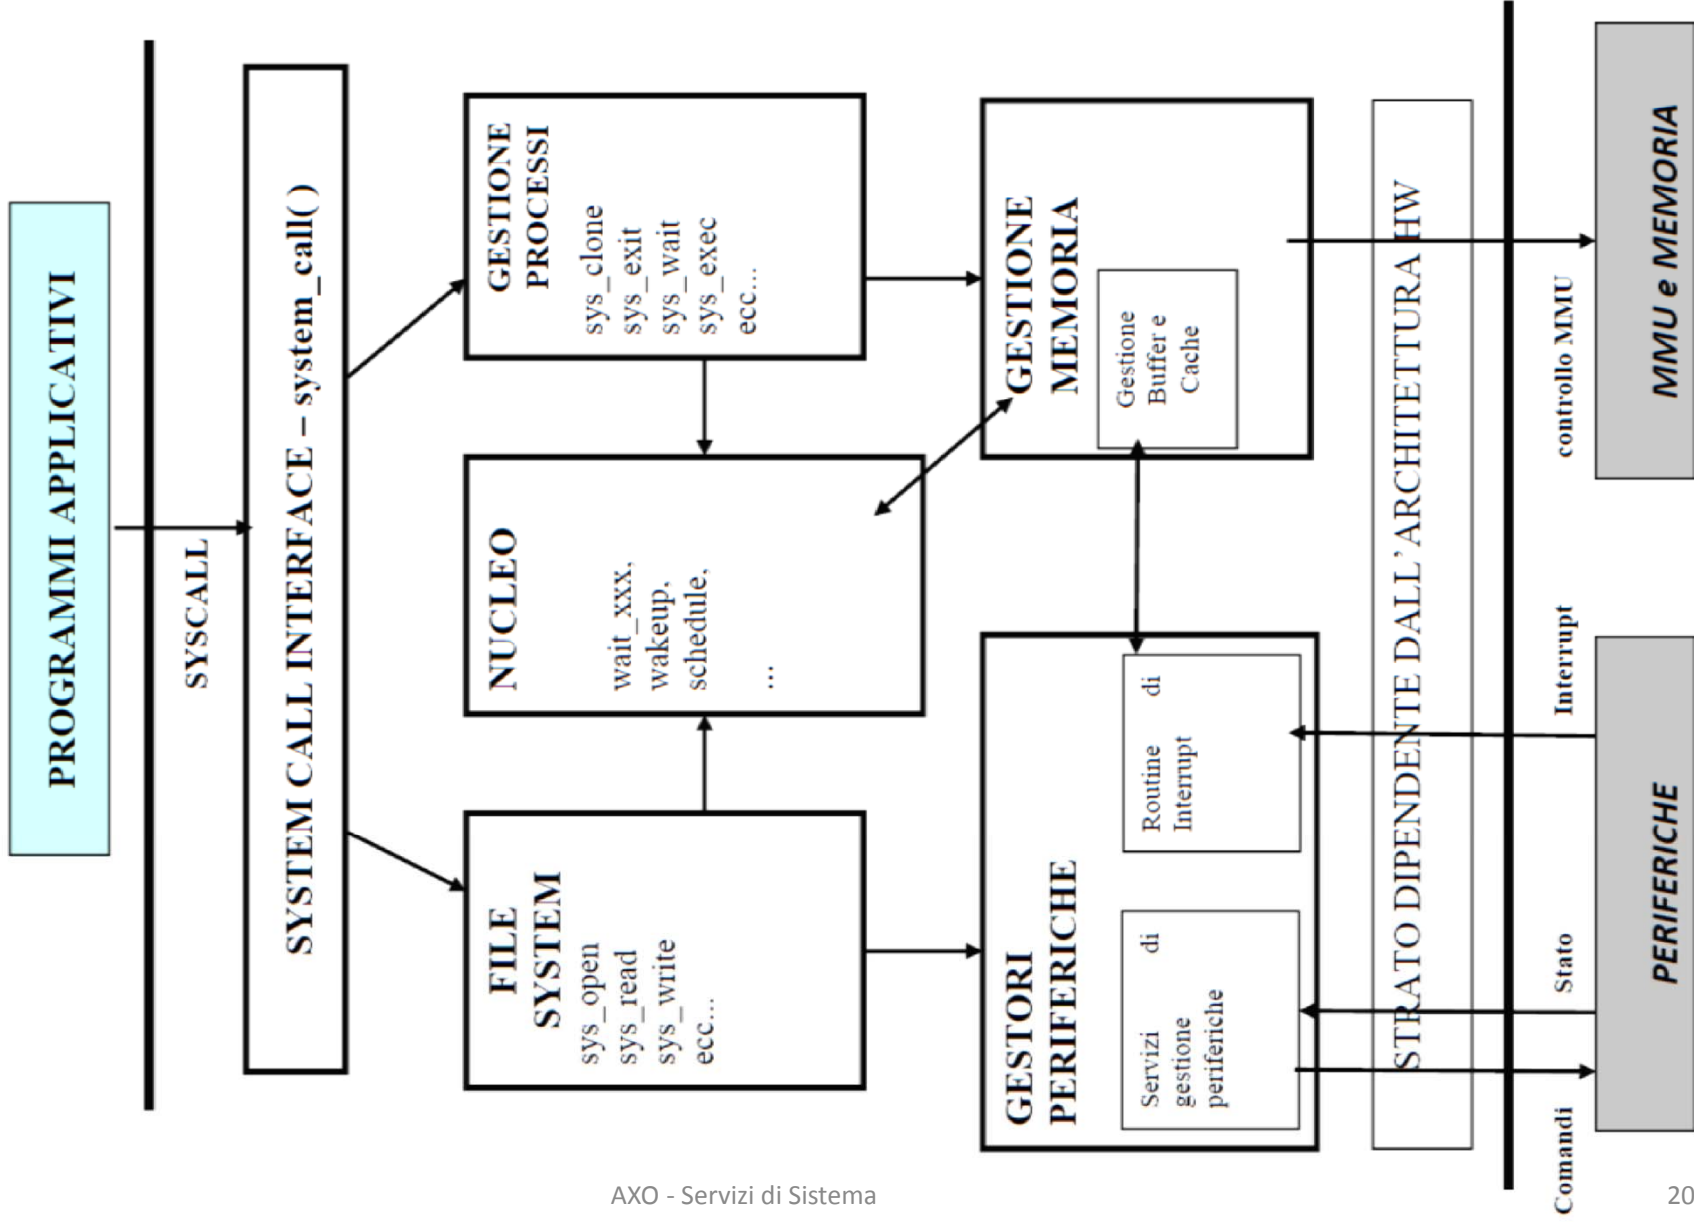 PROGRAMMI APPLICATIVI
SYSCALL
SYSTEM CALL INTERFACE – system_call( )
FILE
SYSTEM
sys_open
sys_read
sys_write
ecc...
NUCLEO
wait_xxx,
wakeup,
schedule,
...
GESTIONE
PROCESSI
sys_clone
sys_exit
sys_wait
sys_exec
ecc...
GESTORI
PERIFERICHE
Servizi di
gestione
periferiche
Routine di
Interrupt
GESTIONE
MEMORIA
Gestione
Buffer e
Cache
STRATO DIPENDENTE DALL'ARCHITETTURA HW
Comandi
Stato
Interrupt
controllo MMU
PERIFERICHE
MMU e MEMORIA
AXO - Servizi di Sistema
20